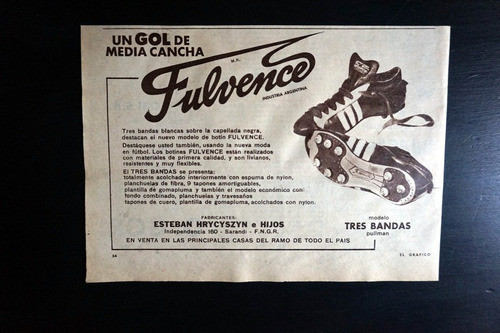 UN GOL DE
MEDIA CANCHA
M.R.
Fulvence
INDUSTRIA ARGENTINA
Tres bandas blancas sobre la capellada negra,
destacan el nuevo modelo de botín FULVENCE.
Destáquese usted también, usando la nueva moda
en fútbol. Los botines FULVENCE están realizados
con materiales de primera calidad, y son livianos,
resistentes y muy flexibles.
El TRES BANDAS se presenta:
totalmente acolchado interiormente con espuma de nylon,
planchuelas de fibra, 9 tapones amortiguables,
plantilla de gomapluma y también el modelo económico con:
fondo combinado, planchuelas y travesaños
tapones de cuero, plantilla de gomapluma, acolchados con nylon.
FABRICANTES:
ESTEBAN HRYCYSZYN e HIJOS
Independencia 160 - Sarandí - F.N.G.R.
modelo
TRES BANDAS
pullman
EN VENTA EN LAS PRINCIPALES CASAS DEL RAMO DE TODO EL PAIS
34
EL GRAFICO